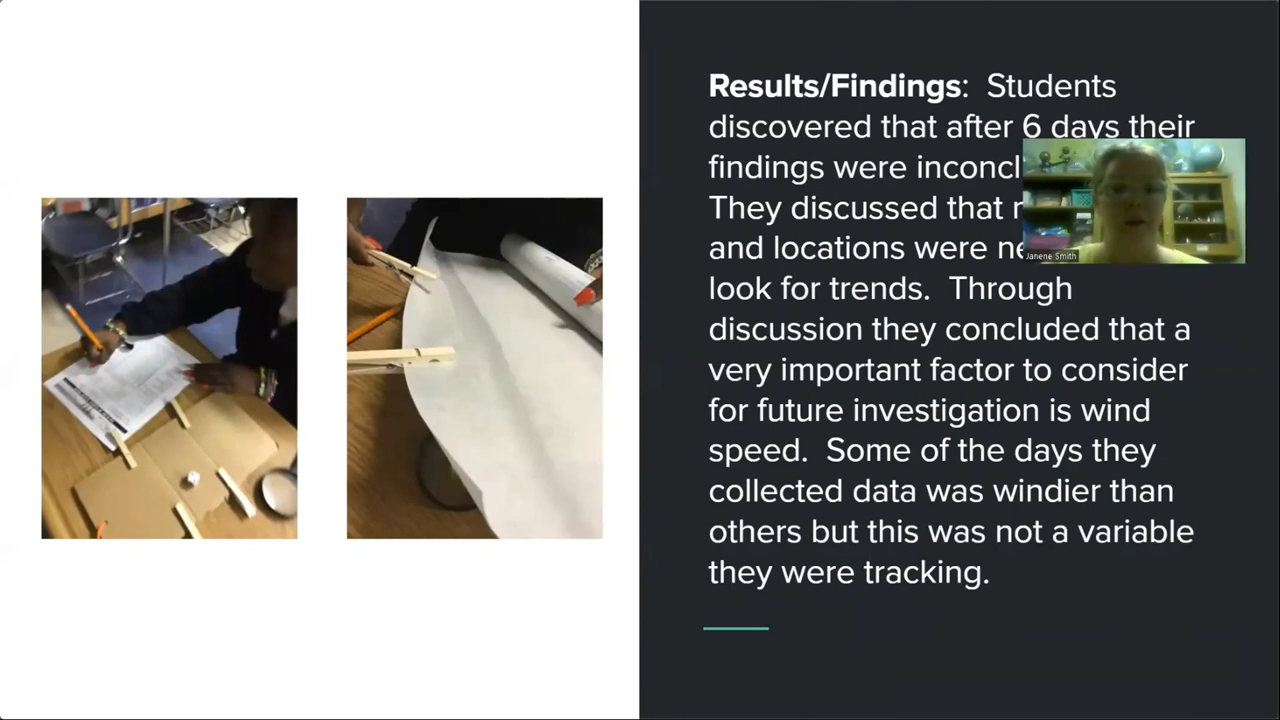 Results/Findings:  Students
discovered that after 6 days their
findings were
They discussed that
and locations were
look for trends.  Through
discussion they concluded that a
very important factor to consider
for future investigation is wind
speed.  Some of the days they
collected data was windier than
others but this was not a variable
they were tracking.
Janene Smith